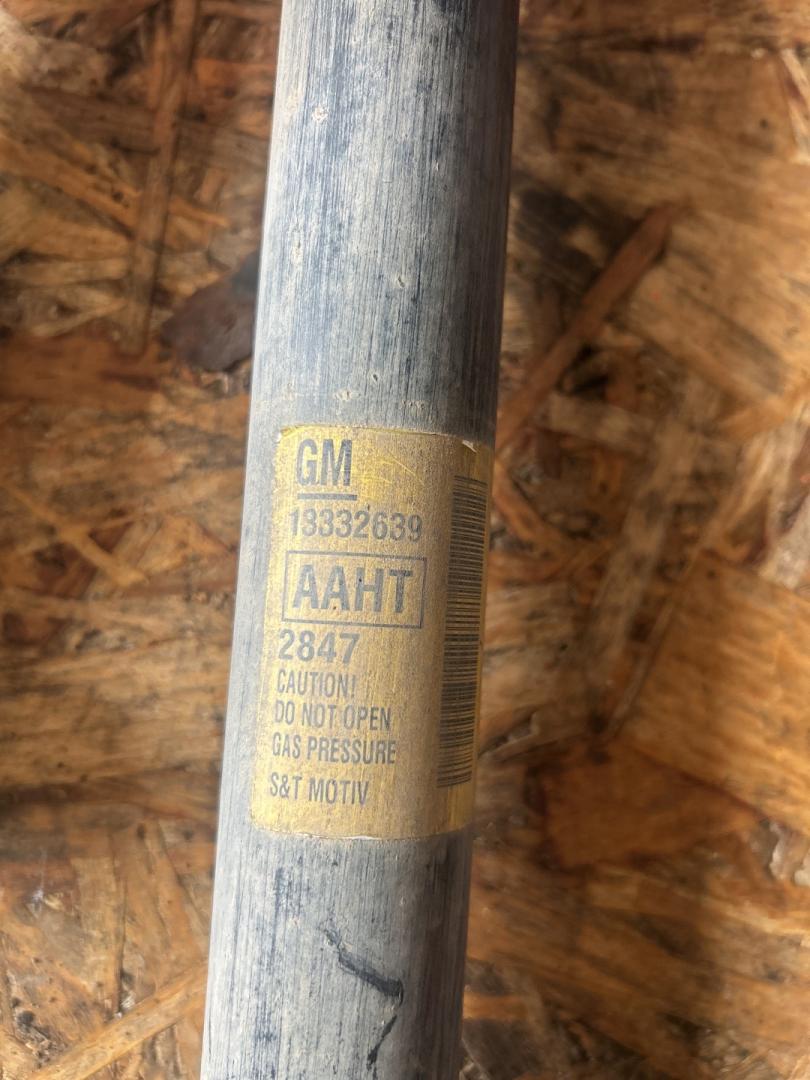 GM
13332639
AAHT
2847
CAUTION!
DO NOT OPEN
GAS PRESSURE
S&T MOTIV